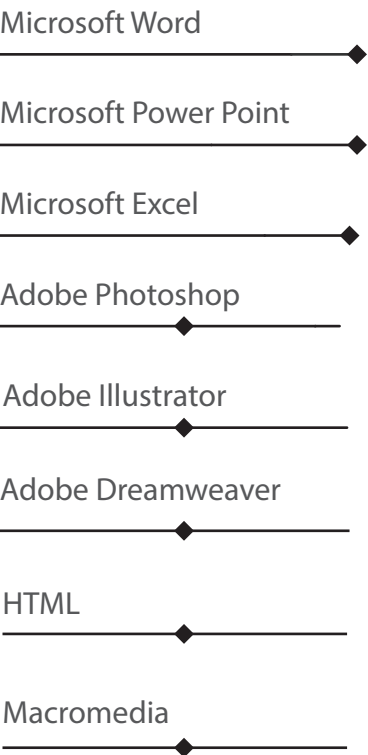 Microsoft Word
Microsoft Power Point
Microsoft Excel
Adobe Photoshop
Adobe Illustrator
Adobe Dreamweaver
HTML
Macromedia